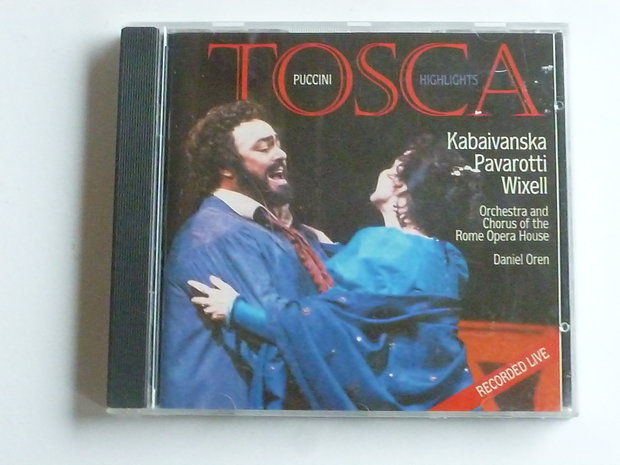 TOSCA
PUCCINI HIGHLIGHTS
Kabaivanska
Pavarotti
Wixell
Orchestra and
Chorus of the
Rome Opera House
Daniel Oren
RECORDED LIVE